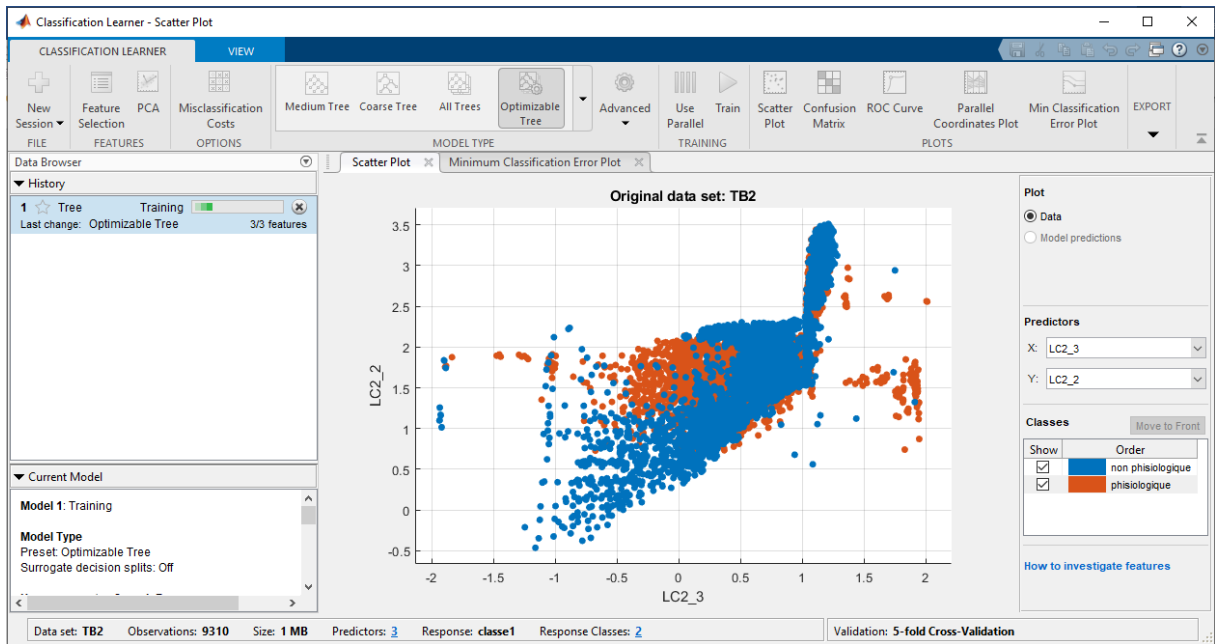 Classification Learner - Scatter Plot
CLASSIFICATION LEARNER VIEW
New Session
Feature Selection
PCA
Misclassification Costs
Medium Tree
Coarse Tree
All Trees
Optimizable Tree
Advanced
Use Parallel
Train
Scatter Plot
Confusion Matrix
ROC Curve
Parallel Coordinates Plot
Min Classification Error Plot
EXPORT
FILE FEATURES OPTIONS MODEL TYPE TRAINING PLOTS
Data Browser
History
1 Tree Training
Last change: Optimizable Tree 3/3 features
Current Model
Model 1: Training
Model Type
Preset: Optimizable Tree
Surrogate decision splits: Off
Scatter Plot Minimum Classification Error Plot
Original data set: TB2
3.5
3
2.5
2
1.5
1
0.5
0
-0.5
LC2_2
-2 -1.5 -1 -0.5 0 0.5 1 1.5 2
LC2_3
Plot
Data
Model predictions
Predictors
X: LC2_3
Y: LC2_2
Classes Move to Front
Show Order
non phisiologique
phisiologique
How to investigate features
Data set: TB2 Observations: 9310 Size: 1 MB Predictors: 3 Response: classe1 Response Classes: 2 Validation: 5-fold Cross-Validation